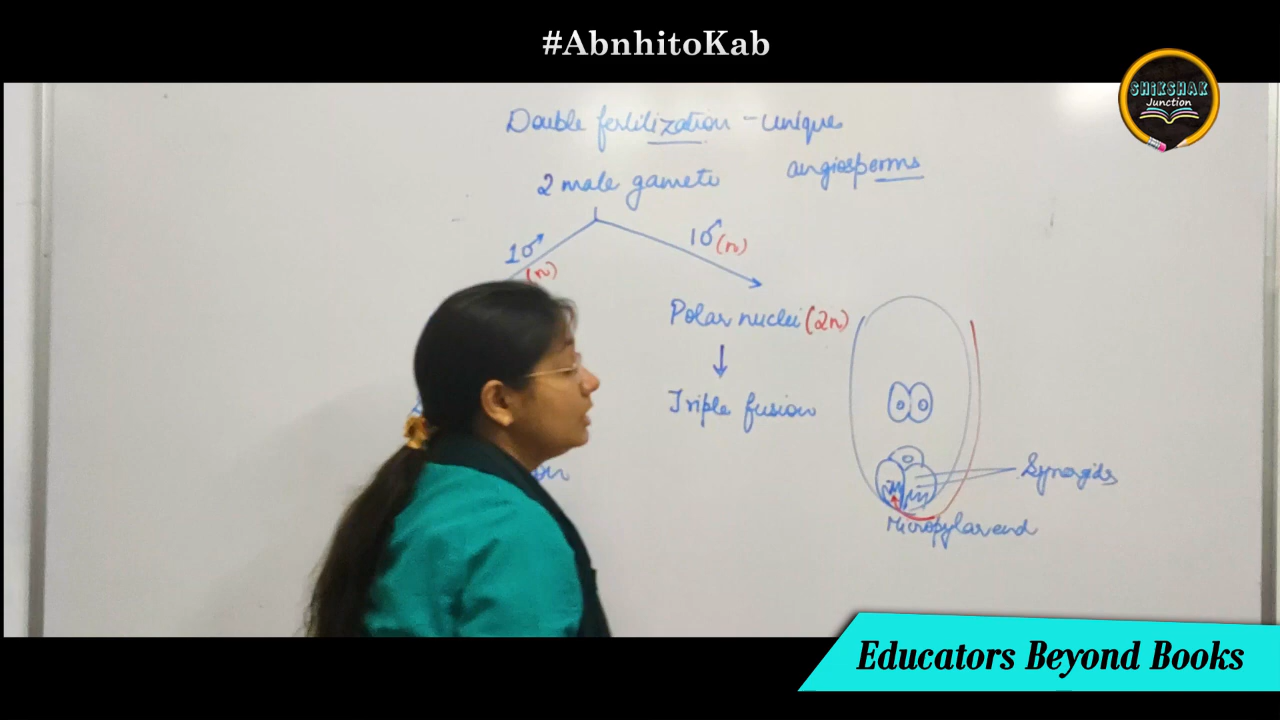 #AbnhitoKab
SHiKSHAK
Junction
Double fertilization - unique
angiosperms
2 male gameto
1♂
(n)
1♂(n)
Polar nuclei (2n)
Triple fusion
Synergids
Micropylar end
Educators Beyond Books